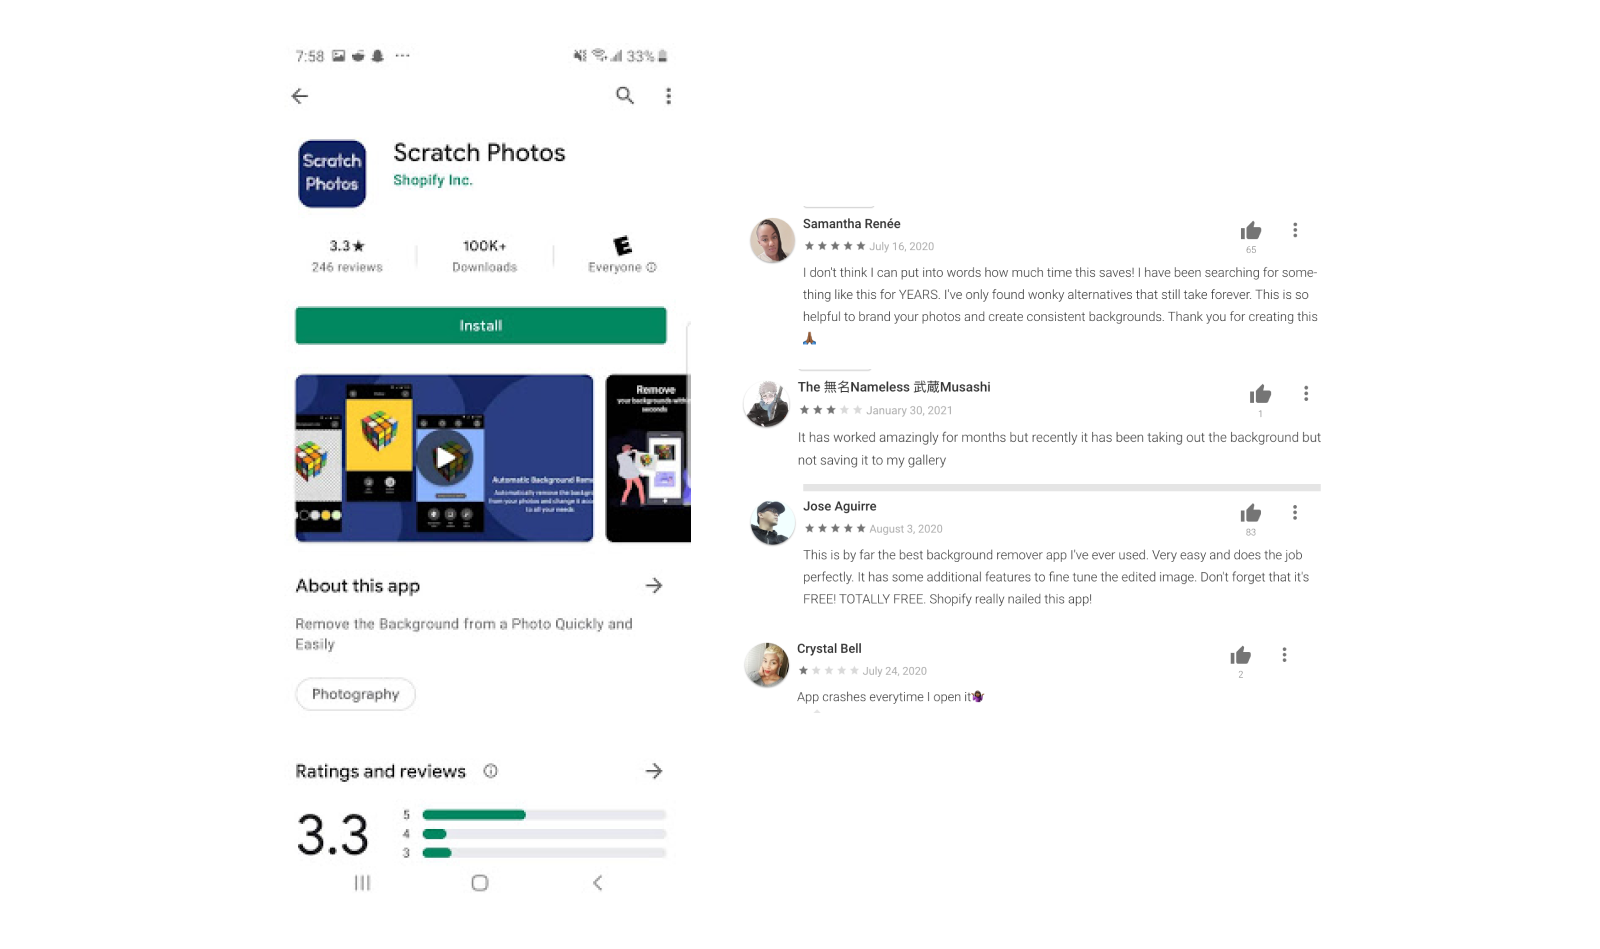 7:58
33%
Scratch
Photos
Scratch Photos
Shopify Inc.
3.3★
246 reviews
100K+
Downloads
E
Everyone
Install
Automatic Background Remo
Automatically remove the backgro
from your photos and change it acc
to all your needs.
Remove
your backgrounds within
seconds
About this app
Remove the Background from a Photo Quickly and
Easily
Photography
Ratings and reviews
3.3
5
4
3
Samantha Renée
July 16, 2020
65
I don't think I can put into words how much time this saves! I have been searching for some-
thing like this for YEARS. I've only found wonky alternatives that still take forever. This is so
helpful to brand your photos and create consistent backgrounds. Thank you for creating this
🙏🏾
The 無名Nameless 武蔵Musashi
January 30, 2021
1
It has worked amazingly for months but recently it has been taking out the background but
not saving it to my gallery
Jose Aguirre
August 3, 2020
83
This is by far the best background remover app I've ever used. Very easy and does the job
perfectly. It has some additional features to fine tune the edited image. Don't forget that it's
FREE! TOTALLY FREE. Shopify really nailed this app!
Crystal Bell
July 24, 2020
2
App crashes everytime I open it🤷🏾‍♀️